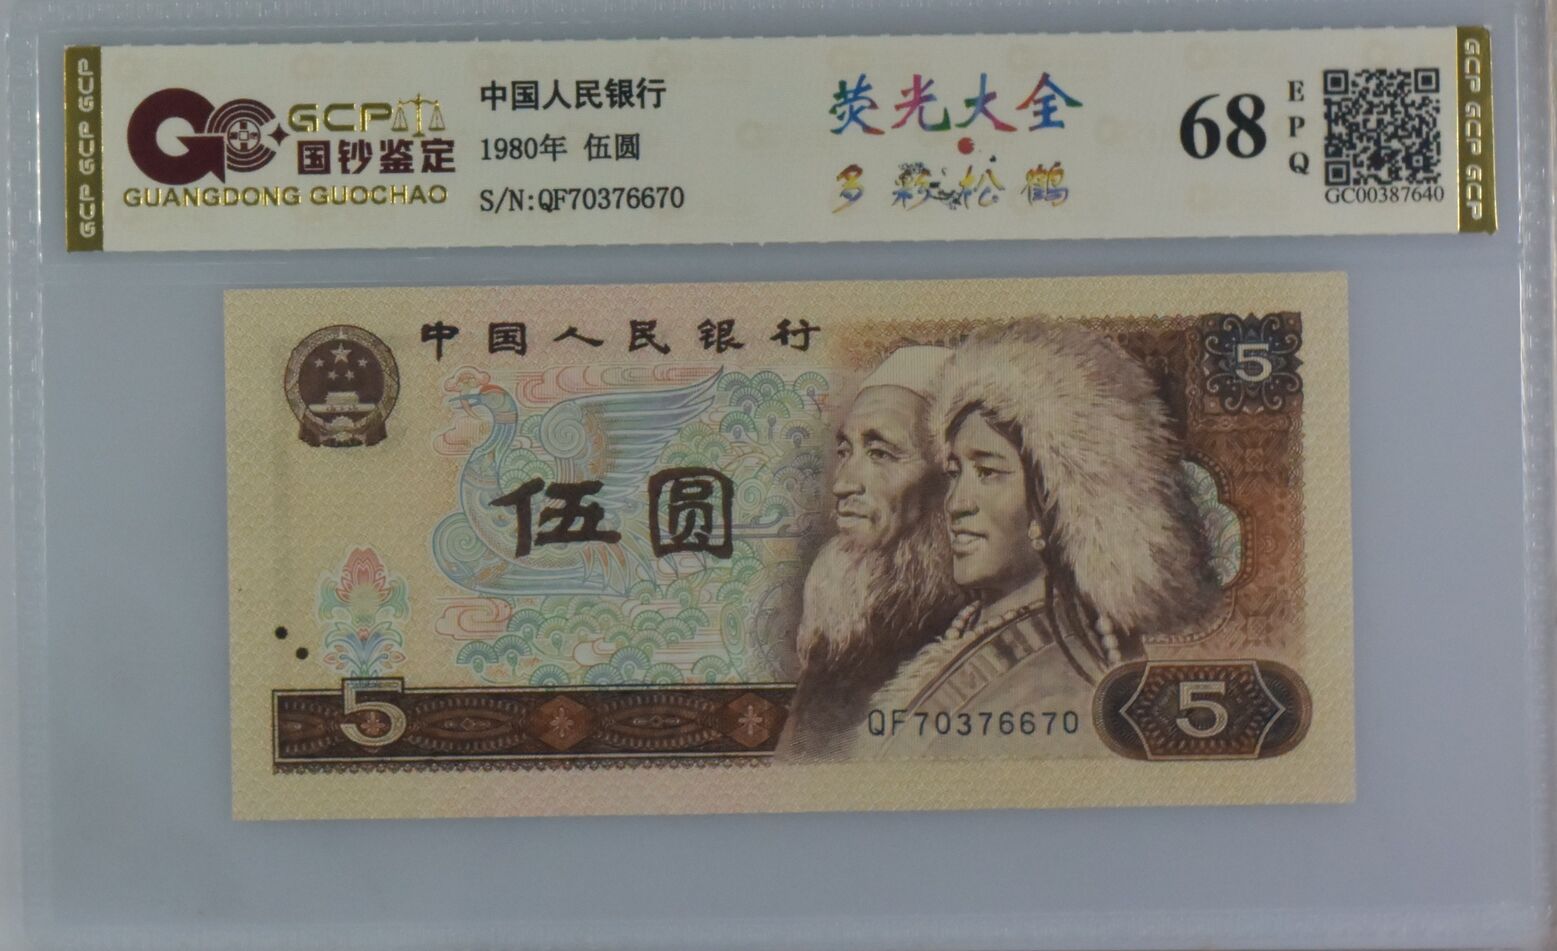 GCP GCP GCP
GCP
国钞鉴定
GUANGDONG GUOCHAO
中国人民银行
1980年 伍圆
S/N:QF70376670
荧光大全
多彩松鹤
68
EPQ
GC00387640
GCP GCP GCP
中国人民银行
5
伍圆
5
QF70376670
5